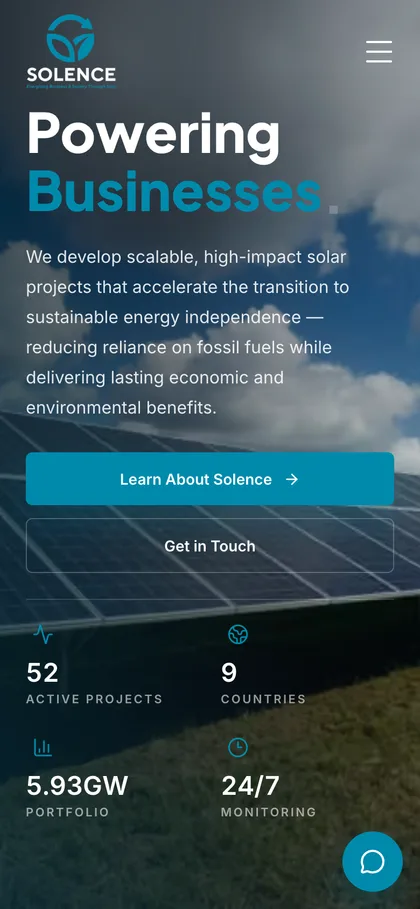 SOLENCE
Powering
Businesses.
We develop scalable, high-impact solar
projects that accelerate the transition to
sustainable energy independence —
reducing reliance on fossil fuels while
delivering lasting economic and
environmental benefits.
Learn About Solence →
Get in Touch
52
ACTIVE PROJECTS
9
COUNTRIES
5.93GW
PORTFOLIO
24/7
MONITORING